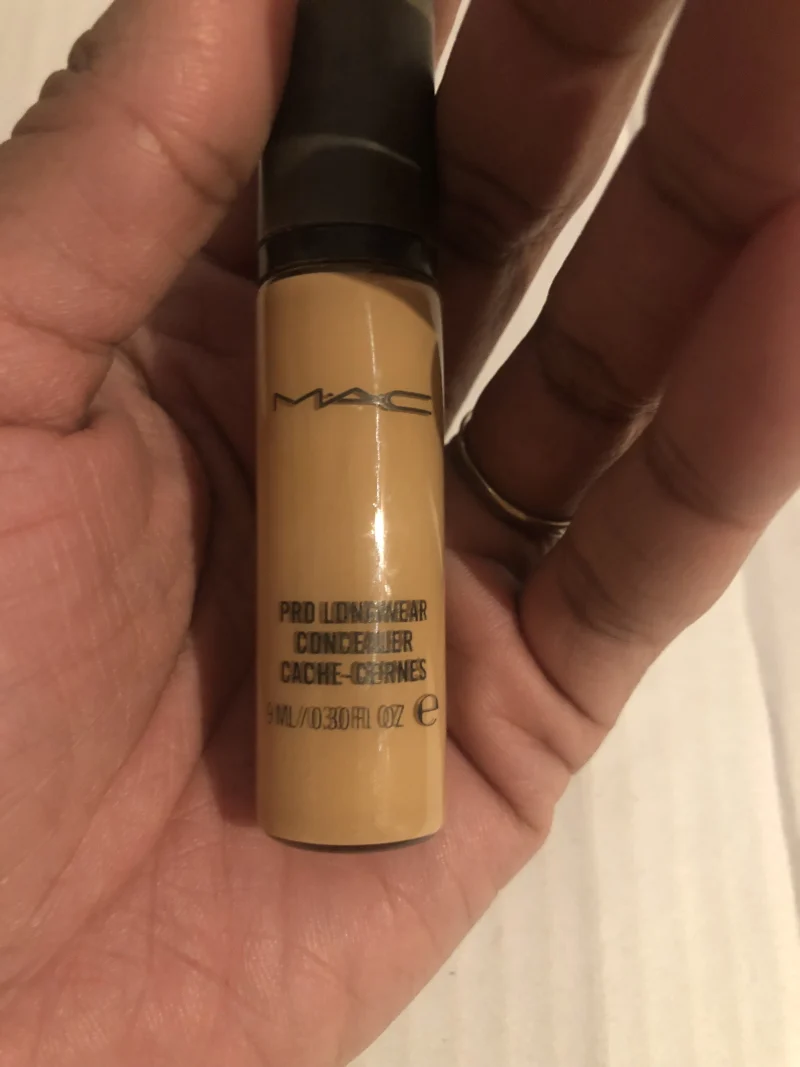 MAC
PRO LONGWEAR
CONCEALER
CACHE-CERNES
9 ML/0.30 FL OZ e